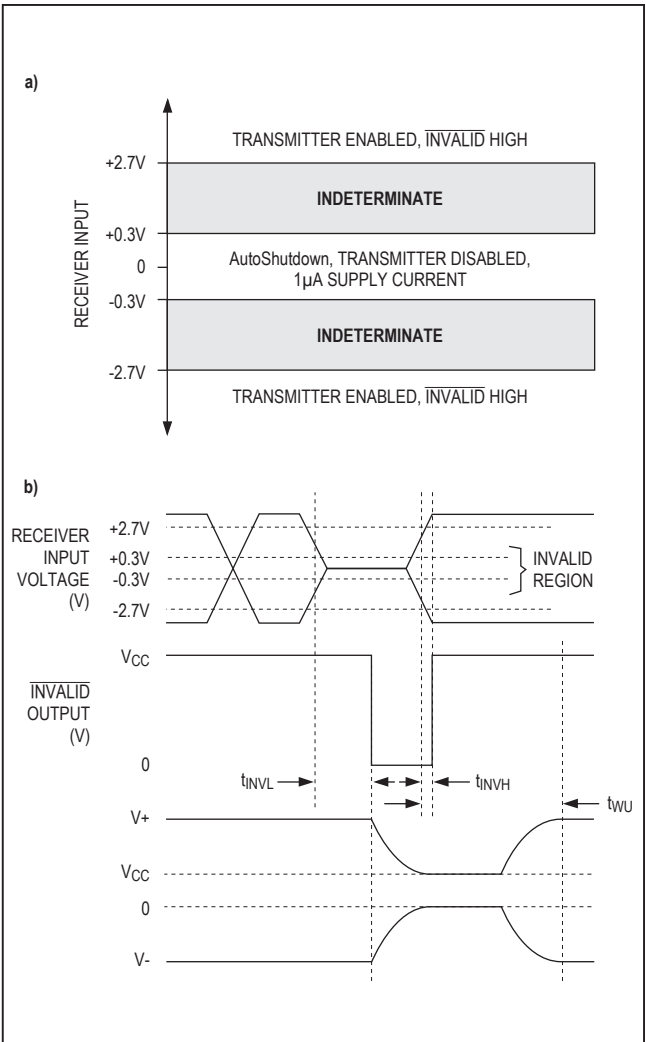 a)
TRANSMITTER ENABLED, INVALID HIGH
+2.7V
INDETERMINATE
+0.3V
AutoShutdown, TRANSMITTER DISABLED,
1µA SUPPLY CURRENT
0
-0.3V
INDETERMINATE
-2.7V
TRANSMITTER ENABLED, INVALID HIGH
RECEIVER INPUT
b)
RECEIVER
INPUT
VOLTAGE
(V)
+2.7V
+0.3V
-0.3V
-2.7V
INVALID
REGION
VCC
INVALID
OUTPUT
(V)
0
tINVL
tINVH
tWU
V+
VCC
0
V-